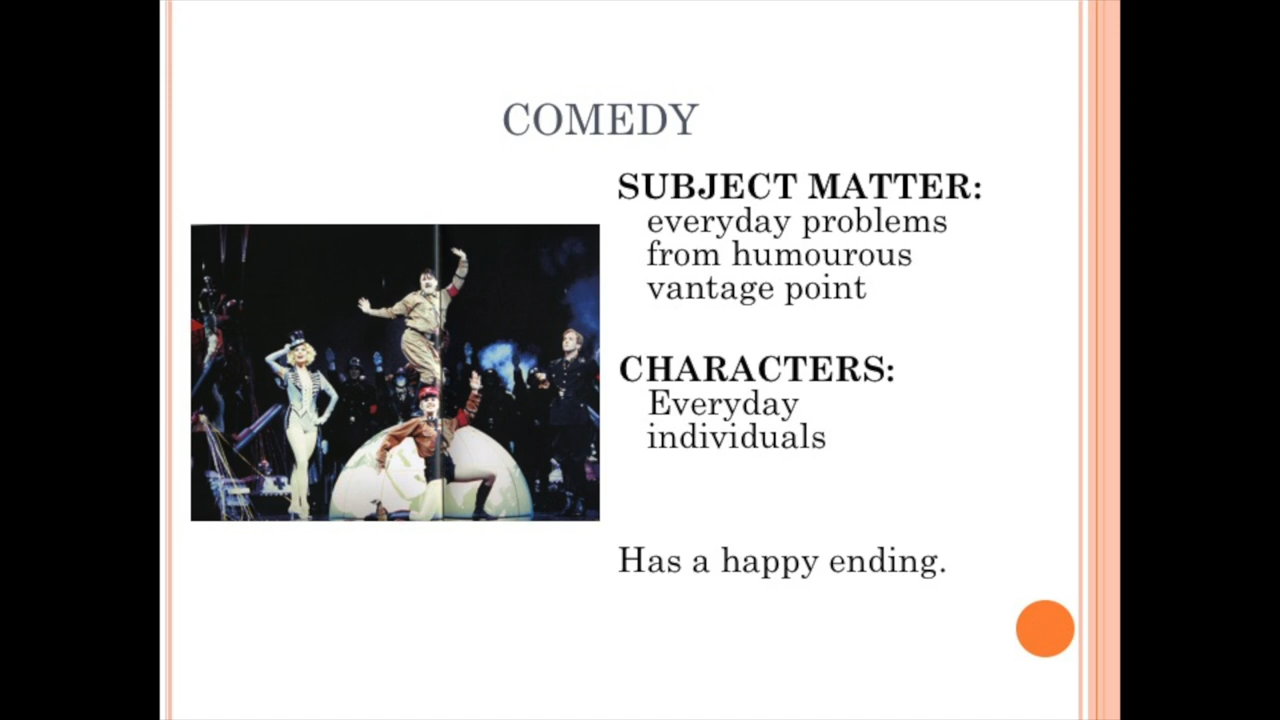 COMEDY
SUBJECT MATTER:
everyday problems
from humourous
vantage point
CHARACTERS:
Everyday
individuals
Has a happy ending.